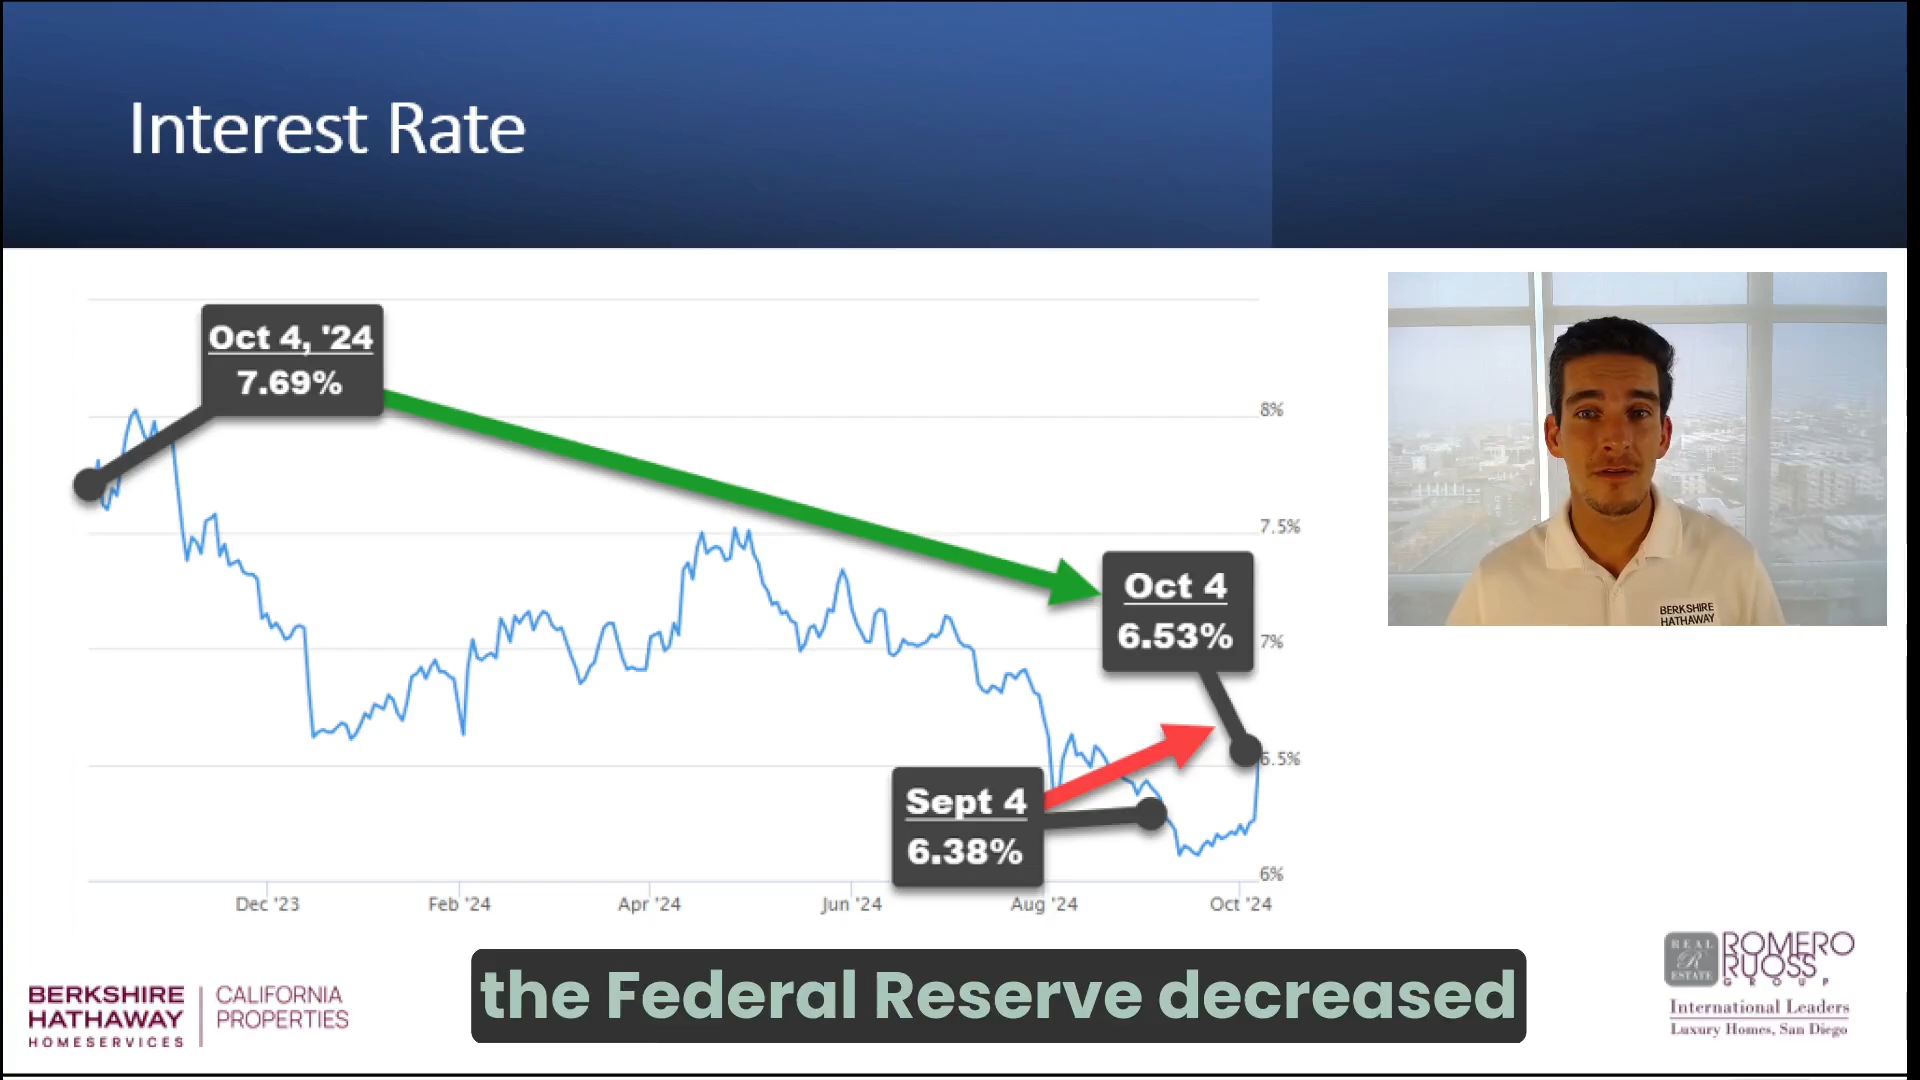 Interest Rate
Oct 4, '24
7.69%
8%
7.5%
Oct 4
6.53%
7%
6.5%
Sept 4
6.38%
6%
Dec '23
Feb '24
Apr '24
Jun '24
Aug '24
Oct '24
BERKSHIRE
HATHAWAY
the Federal Reserve decreased
BERKSHIRE
HATHAWAY
HOMESERVICES
CALIFORNIA
PROPERTIES
REAL
R
ESTATE
ROMERO
RUOSS
GROUP
International Leaders
Luxury Homes, San Diego